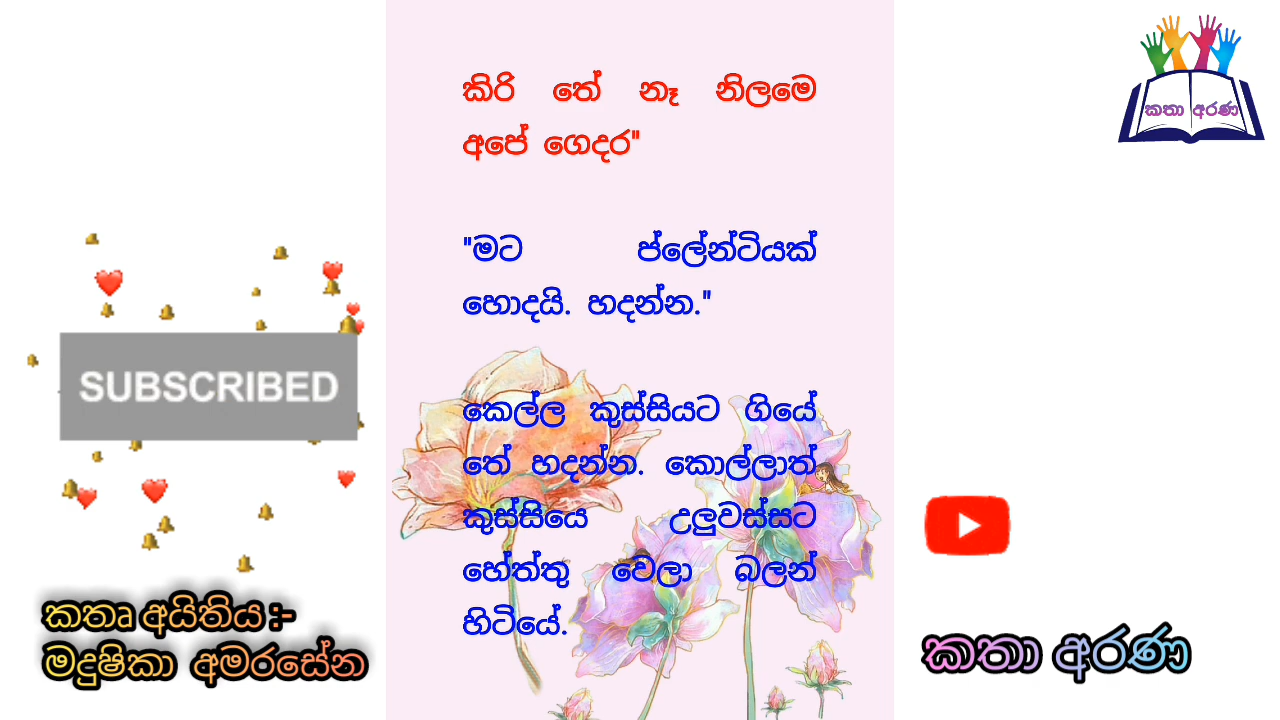 කිරි තේ නෑ නිලමෙ
අපේ ගෙදර"
"මට ප්ලේන්ටියක්
හොදයි. හදන්න."
කෙල්ල කුස්සියට ගියේ
තේ හදන්න. කොල්ලාත්
කුස්සියෙ උලුවස්සට
හේත්තු වෙලා බලන්
හිටියේ.
කතා අරණ
SUBSCRIBED
කතෘ අයිතිය :-
මදුෂිකා අමරසේන
කතා අරණ